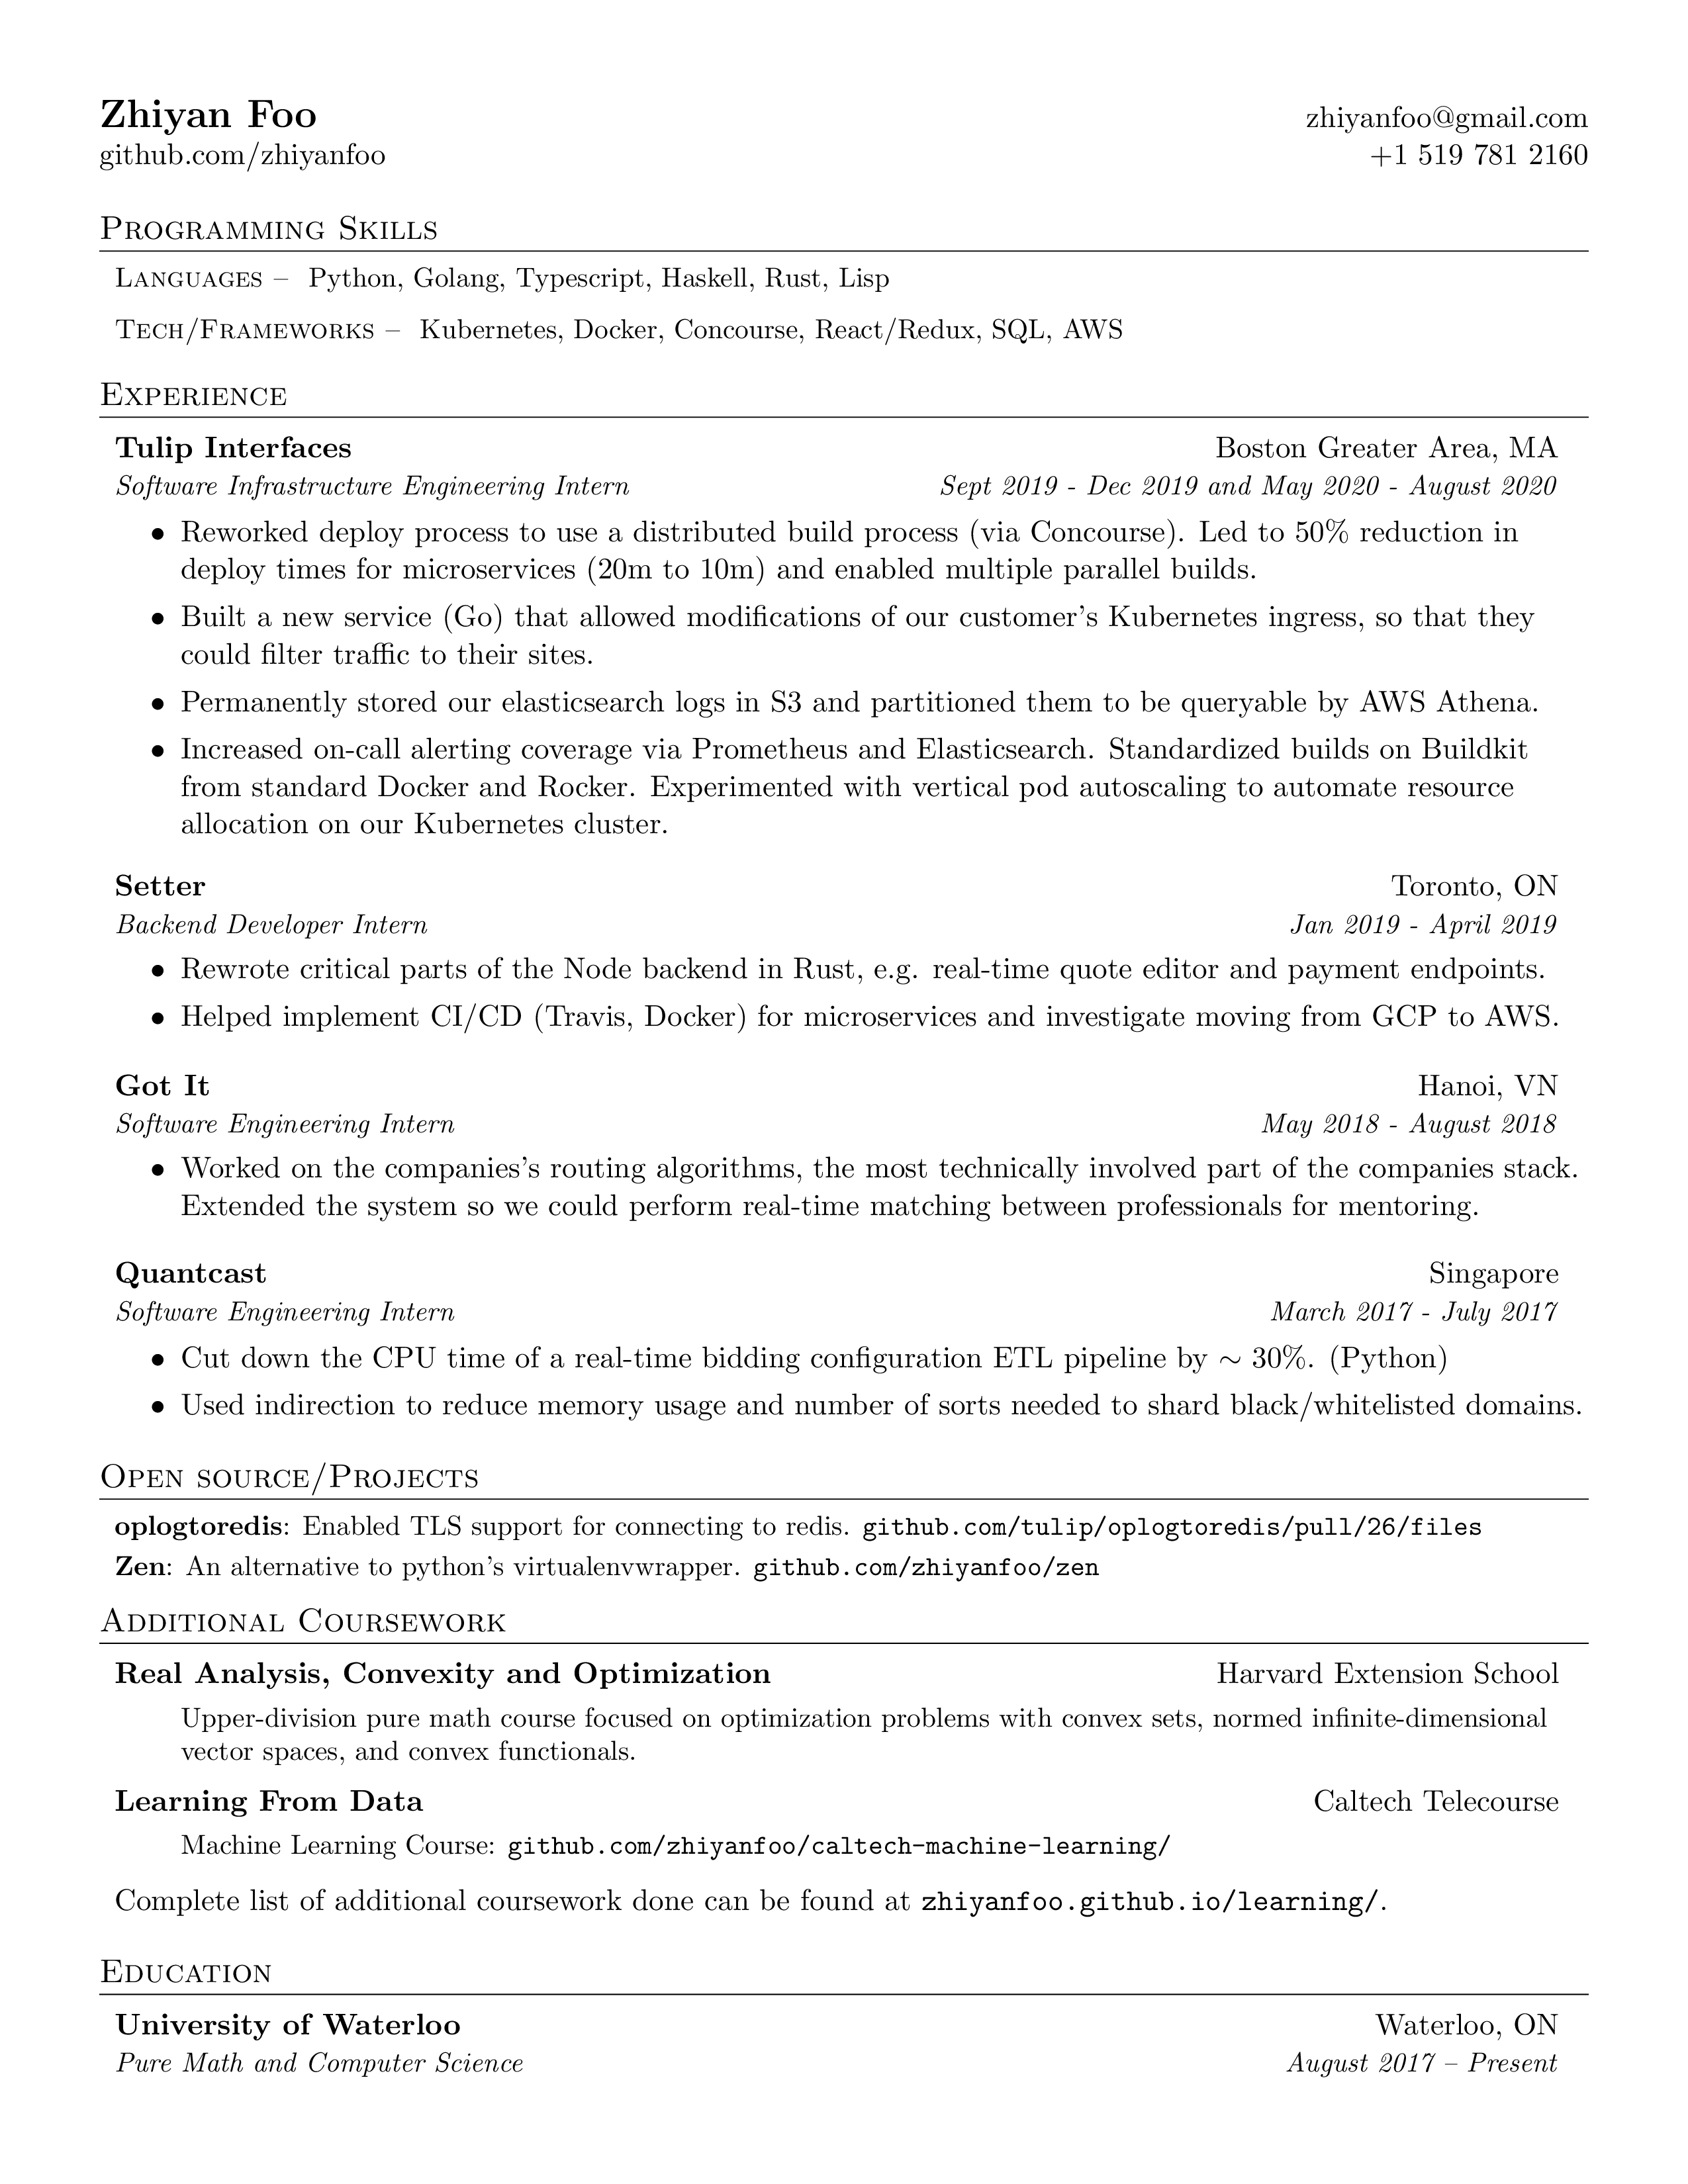 Zhiyan Foo zhiyanfoo@gmail.com
github.com/zhiyanfoo +1 519 781 2160
Programming Skills
Languages – Python, Golang, Typescript, Haskell, Rust, Lisp
Tech/Frameworks – Kubernetes, Docker, Concourse, React/Redux, SQL, AWS
Experience
Tulip Interfaces Boston Greater Area, MA
Software Infrastructure Engineering Intern Sept 2019 - Dec 2019 and May 2020 - August 2020
• Reworked deploy process to use a distributed build process (via Concourse). Led to 50% reduction in
deploy times for microservices (20m to 10m) and enabled multiple parallel builds.
• Built a new service (Go) that allowed modifications of our customer's Kubernetes ingress, so that they
could filter traffic to their sites.
• Permanently stored our elasticsearch logs in S3 and partitioned them to be queryable by AWS Athena.
• Increased on-call alerting coverage via Prometheus and Elasticsearch. Standardized builds on Buildkit
from standard Docker and Rocker. Experimented with vertical pod autoscaling to automate resource
allocation on our Kubernetes cluster.
Setter Toronto, ON
Backend Developer Intern Jan 2019 - April 2019
• Rewrote critical parts of the Node backend in Rust, e.g. real-time quote editor and payment endpoints.
• Helped implement CI/CD (Travis, Docker) for microservices and investigate moving from GCP to AWS.
Got It Hanoi, VN
Software Engineering Intern May 2018 - August 2018
• Worked on the companies's routing algorithms, the most technically involved part of the companies stack.
Extended the system so we could perform real-time matching between professionals for mentoring.
Quantcast Singapore
Software Engineering Intern March 2017 - July 2017
• Cut down the CPU time of a real-time bidding configuration ETL pipeline by ∼ 30%. (Python)
• Used indirection to reduce memory usage and number of sorts needed to shard black/whitelisted domains.
Open source/Projects
oplogtoredis: Enabled TLS support for connecting to redis. github.com/tulip/oplogtoredis/pull/26/files
Zen: An alternative to python's virtualenvwrapper. github.com/zhiyanfoo/zen
Additional Coursework
Real Analysis, Convexity and Optimization Harvard Extension School
Upper-division pure math course focused on optimization problems with convex sets, normed infinite-dimensional
vector spaces, and convex functionals.
Learning From Data Caltech Telecourse
Machine Learning Course: github.com/zhiyanfoo/caltech-machine-learning/
Complete list of additional coursework done can be found at zhiyanfoo.github.io/learning/.
Education
University of Waterloo Waterloo, ON
Pure Math and Computer Science August 2017 – Present